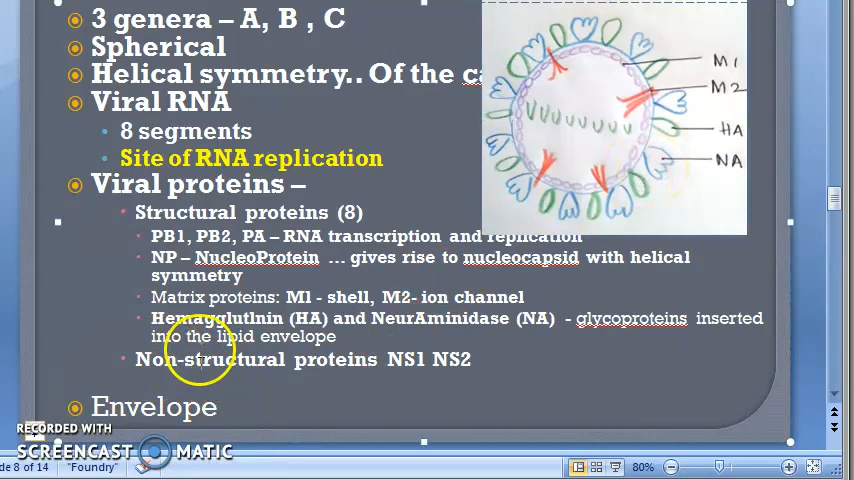 3 genera – A, B , C
Spherical
Helical symmetry.. Of the ca
Viral RNA
8 segments
Site of RNA replication
Viral proteins –
Structural proteins (8)
PB1, PB2, PA – RNA transcription and replication
NP – NucleoProtein ... gives rise to nucleocapsid with helical
symmetry
Matrix proteins: M1 - shell, M2- ion channel
Hemagglutinin (HA) and NeurAminidase (NA) - glycoproteins inserted
into the lipid envelope
Non-structural proteins NS1 NS2
Envelope
M1
M2
HA
NA
RECORDED WITH
SCREENCAST MATIC
de 8 of 14 "Foundry" 80%